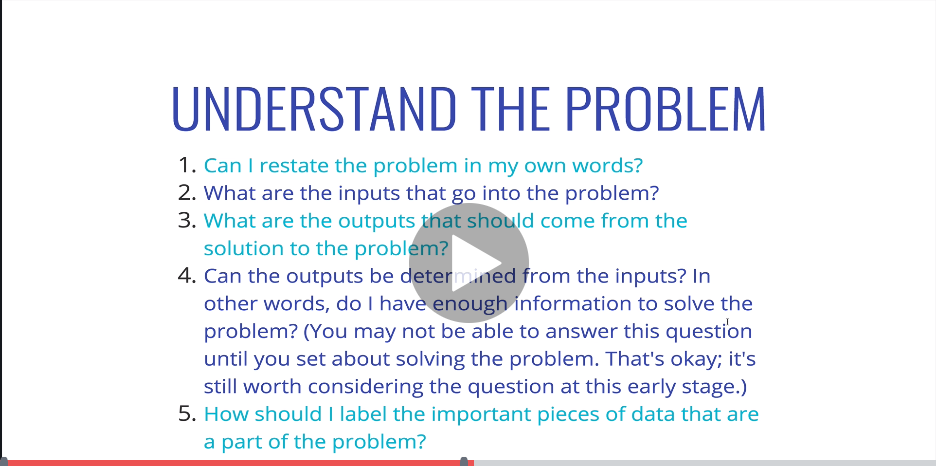 UNDERSTAND THE PROBLEM
1. Can I restate the problem in my own words?
2. What are the inputs that go into the problem?
3. What are the outputs that should come from the
solution to the problem?
4. Can the outputs be determined from the inputs? In
other words, do I have enough information to solve the
problem? (You may not be able to answer this question
until you set about solving the problem. That's okay; it's
still worth considering the question at this early stage.)
5. How should I label the important pieces of data that are
a part of the problem?